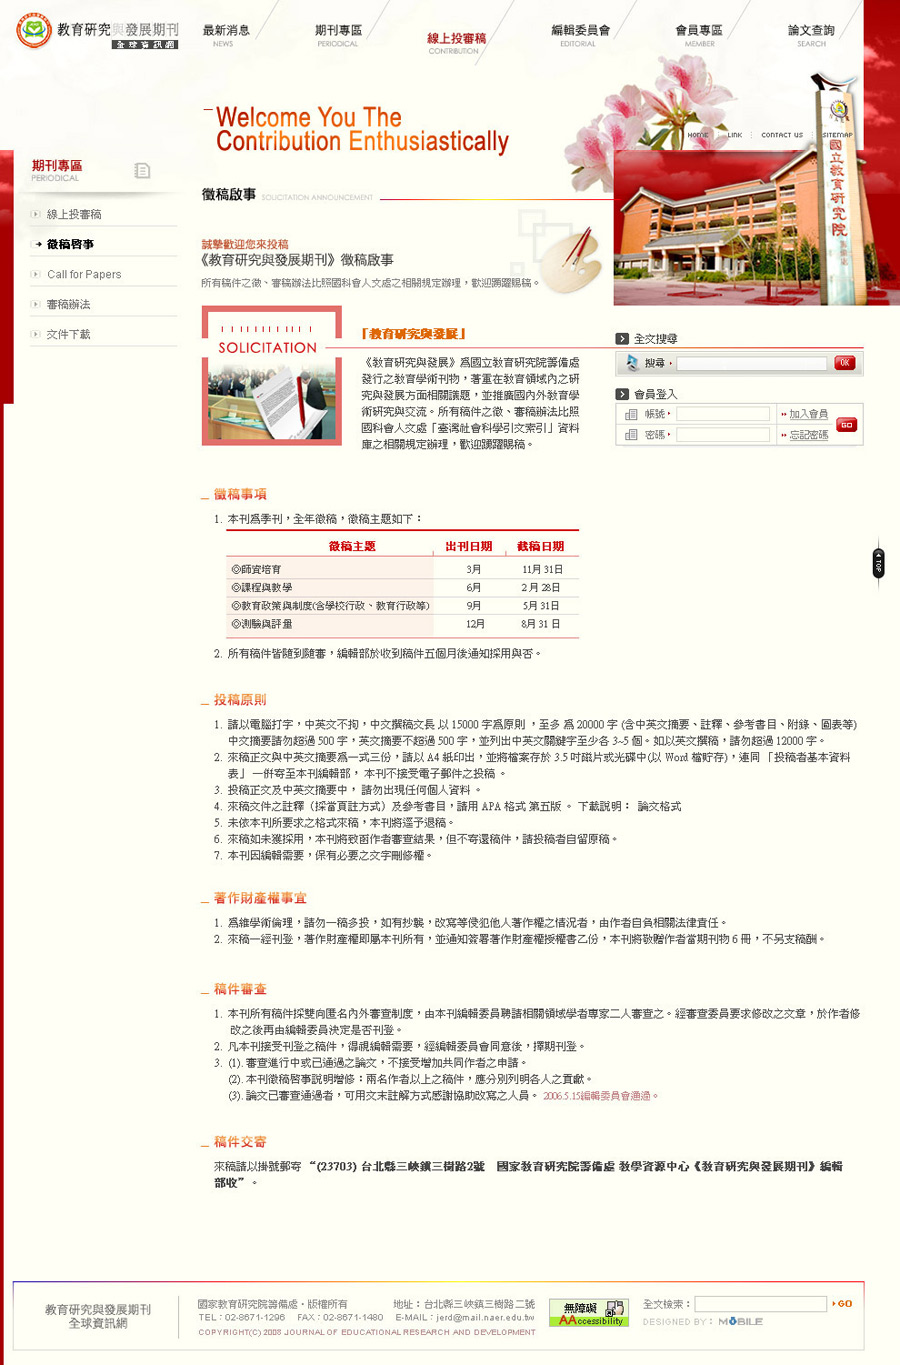 教育研究與發展期刊
全球資訊網
最新消息
NEWS
期刊專區
PERIODICAL
線上投審稿
CONTRIBUTION
編輯委員會
EDITORIAL
會員專區
MEMBER
論文查詢
SEARCH
Welcome You The
Contribution Enthusiastically
HOME
LINK
CONTACT US
SITEMAP
國立教育研究院
期刊專區
PERIODICAL
線上投審稿
徵稿啓事
Call for Papers
審稿辦法
文件下載
徵稿啟事 SOLICITATION ANNOUNCEMENT
誠摯歡迎您來投稿
《教育研究與發展期刊》徵稿啟事
所有稿件之徵、審稿辦法比照國科會人文處之相關規定辦理，歡迎踴躍賜稿。
SOLICITATION
「教育研究與發展」
《教育研究與發展》為國立教育研究院籌備處
發行之教育學術刊物，著重在教育領域內之研
究與發展方面相關議題，並推廣國內外教育學
術研究與交流。所有稿件之徵、審稿辦法比照
國科會人文處「臺灣社會科學引文索引」資料
庫之相關規定辦理，歡迎踴躍賜稿。
全文搜尋
搜尋
OK
會員登入
帳號
加入會員
密碼
忘記密碼
GO
徵稿事項
1. 本刊為季刊，全年徵稿，徵稿主題如下：
徵稿主題 出刊日期 截稿日期
◎師資培育 3月 11月 31日
◎課程與教學 6月 2 月 28日
◎教育政策與制度(含學校行政、教育行政等) 9月 5月 31日
◎測驗與評量 12月 8月 31 日
2. 所有稿件皆隨到隨審，編輯部於收到稿件五個月後通知採用與否。
TOP
投稿原則
1. 請以電腦打字，中英文不拘，中文撰稿文長 以 15000 字為原則 ，至多 為 20000 字 (含中英文摘要、註釋、參考書目、附錄、圖表等)
中文摘要請勿超過 500 字，英文摘要不超過 500 字，並列出中英文關鍵字至少各 3~5 個。如以英文撰稿，請勿超過 12000 字。
2. 來稿正文與中英文摘要為一式三份，請以 A4 紙印出，並將檔案存於 3.5 吋磁片或光碟中(以 Word 檔貯存)，連同 「投稿者基本資料
表」 一併寄至本刊編輯部， 本刊不接受電子郵件之投稿 。
3. 投稿正文及中英文摘要中， 請勿出現任何個人資料 。
4. 來稿文件之註釋（採當頁註方式）及參考書目，請用 APA 格式 第五版 。 下載說明： 論文格式
5. 未依本刊所要求之格式來稿，本刊將逕予退稿。
6. 來稿如未獲採用，本刊將致函作者審查結果，但不寄還稿件，請投稿者自留原稿。
7. 本刊因編輯需要，保有必要之文字刪修權。
著作財產權事宜
1. 為維學術倫理，請勿一稿多投，如有抄襲，改寫等侵犯他人著作權之情況者，由作者自負相關法律責任。
2. 來稿一經刊登，著作財產權即屬本刊所有，並通知簽署著作財產權授權書乙份，本刊將敬贈作者當期刊物 6 冊，不另支稿酬。
稿件審查
1. 本刊所有稿件採雙向匿名內外審查制度，由本刊編輯委員聘請相關領域學者專家二人審查之。經審查委員要求修改之文章，於作者修
改之後再由編輯委員決定是否刊登。
2. 凡本刊接受刊登之稿件，得視編輯需要，經編輯委員會同意後，擇期刊登。
3. (1). 審查進行中或已通過之論文，不接受增加共同作者之申請。
(2). 本刊徵稿啓事說明增修：兩名作者以上之稿件，應分別列明各人之貢獻。
(3). 論文已審查通過者，可用文末註解方式感謝協助改寫之人員。 2006.5.15編輯委員會通過。
稿件交寄
來稿請以掛號郵寄 “(23703) 台北縣三峽鎮三樹路2號 國家教育研究院籌備處 教學資源中心《教育研究與發展期刊》編輯
部收” 。
教育研究與發展期刊
全球資訊網
國家教育研究院籌備處‧版權所有 地址：台北縣三峽鎮三樹路二號
TEL：02-8671-1296 FAX：02-8671-1480 E-MAIL：jerd@mail.naer.edu.tw
COPYRIGHT(C) 2008 JOURNAL OF EDUCATIONAL RESEARCH AND DEVELOPMENT
無障礙
AAccessibility
全文檢索：
GO
DESIGNED BY： MOBILE